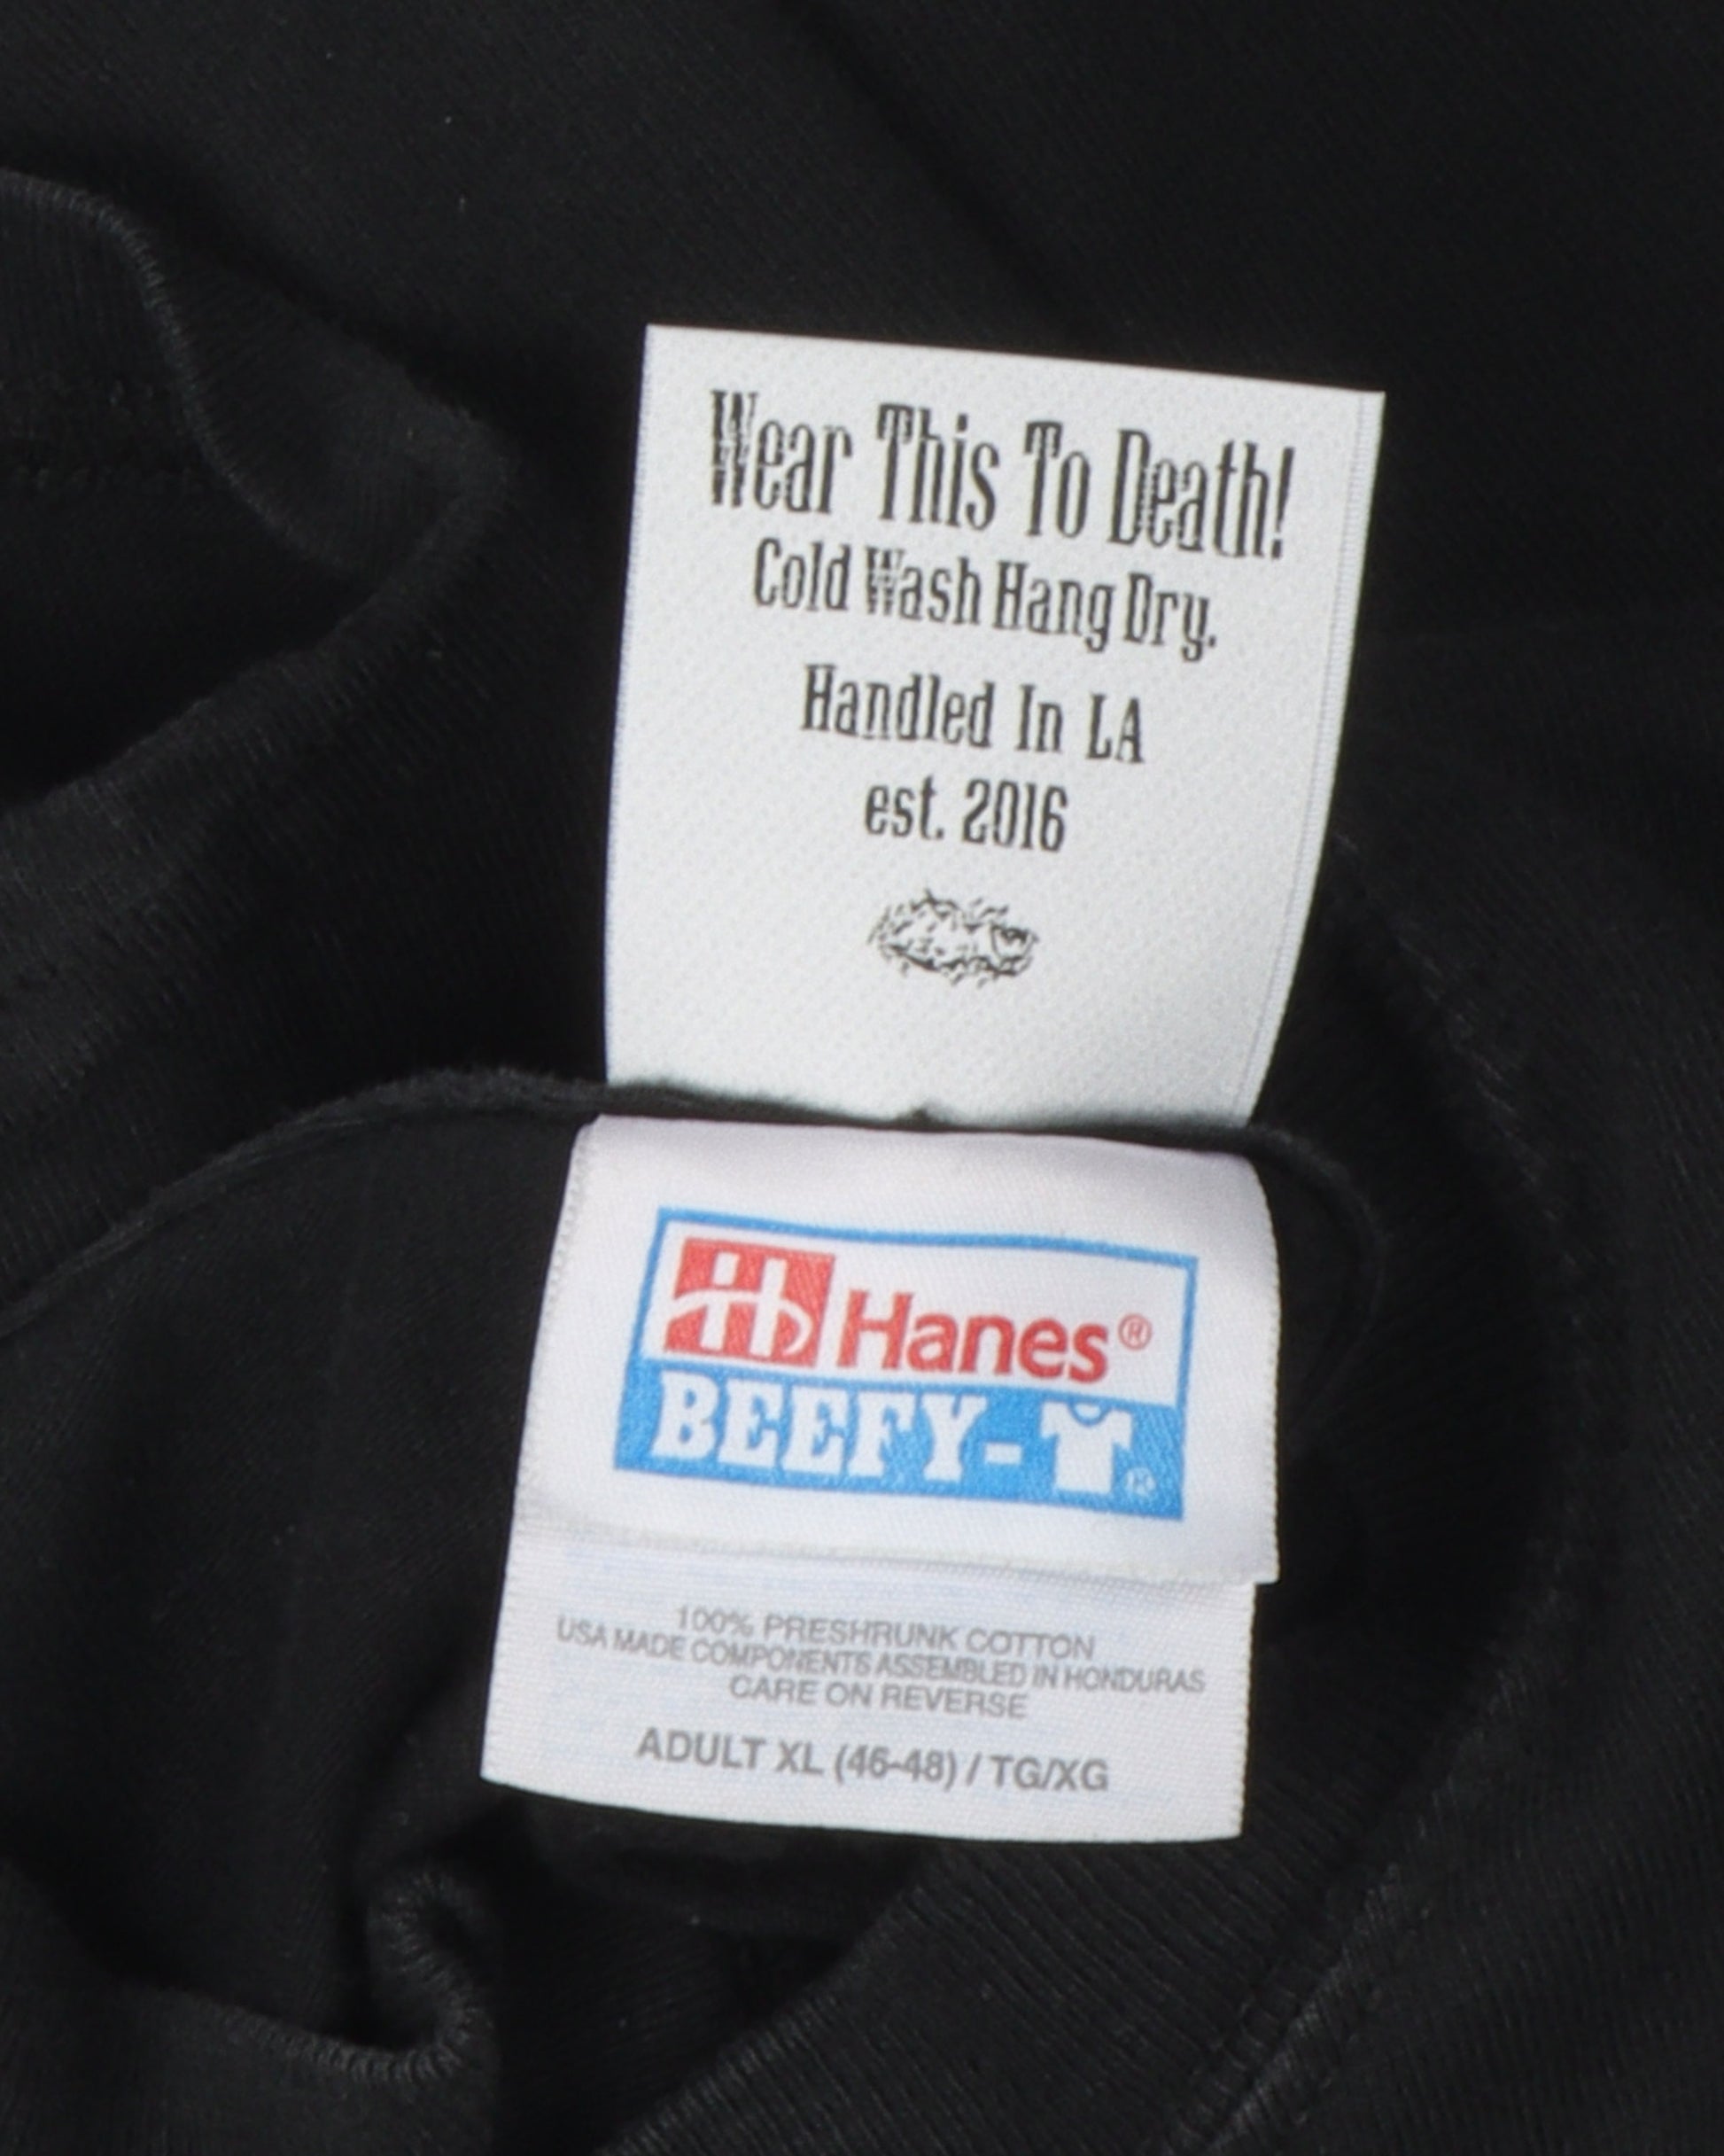 Wear This To Death!
Cold Wash Hang Dry.
Handled In LA
est. 2016
Hanes®
BEEFY-T®
100% PRESHRUNK COTTON
USA MADE COMPONENTS ASSEMBLED IN HONDURAS
CARE ON REVERSE
ADULT XL (46-48) / TG/XG